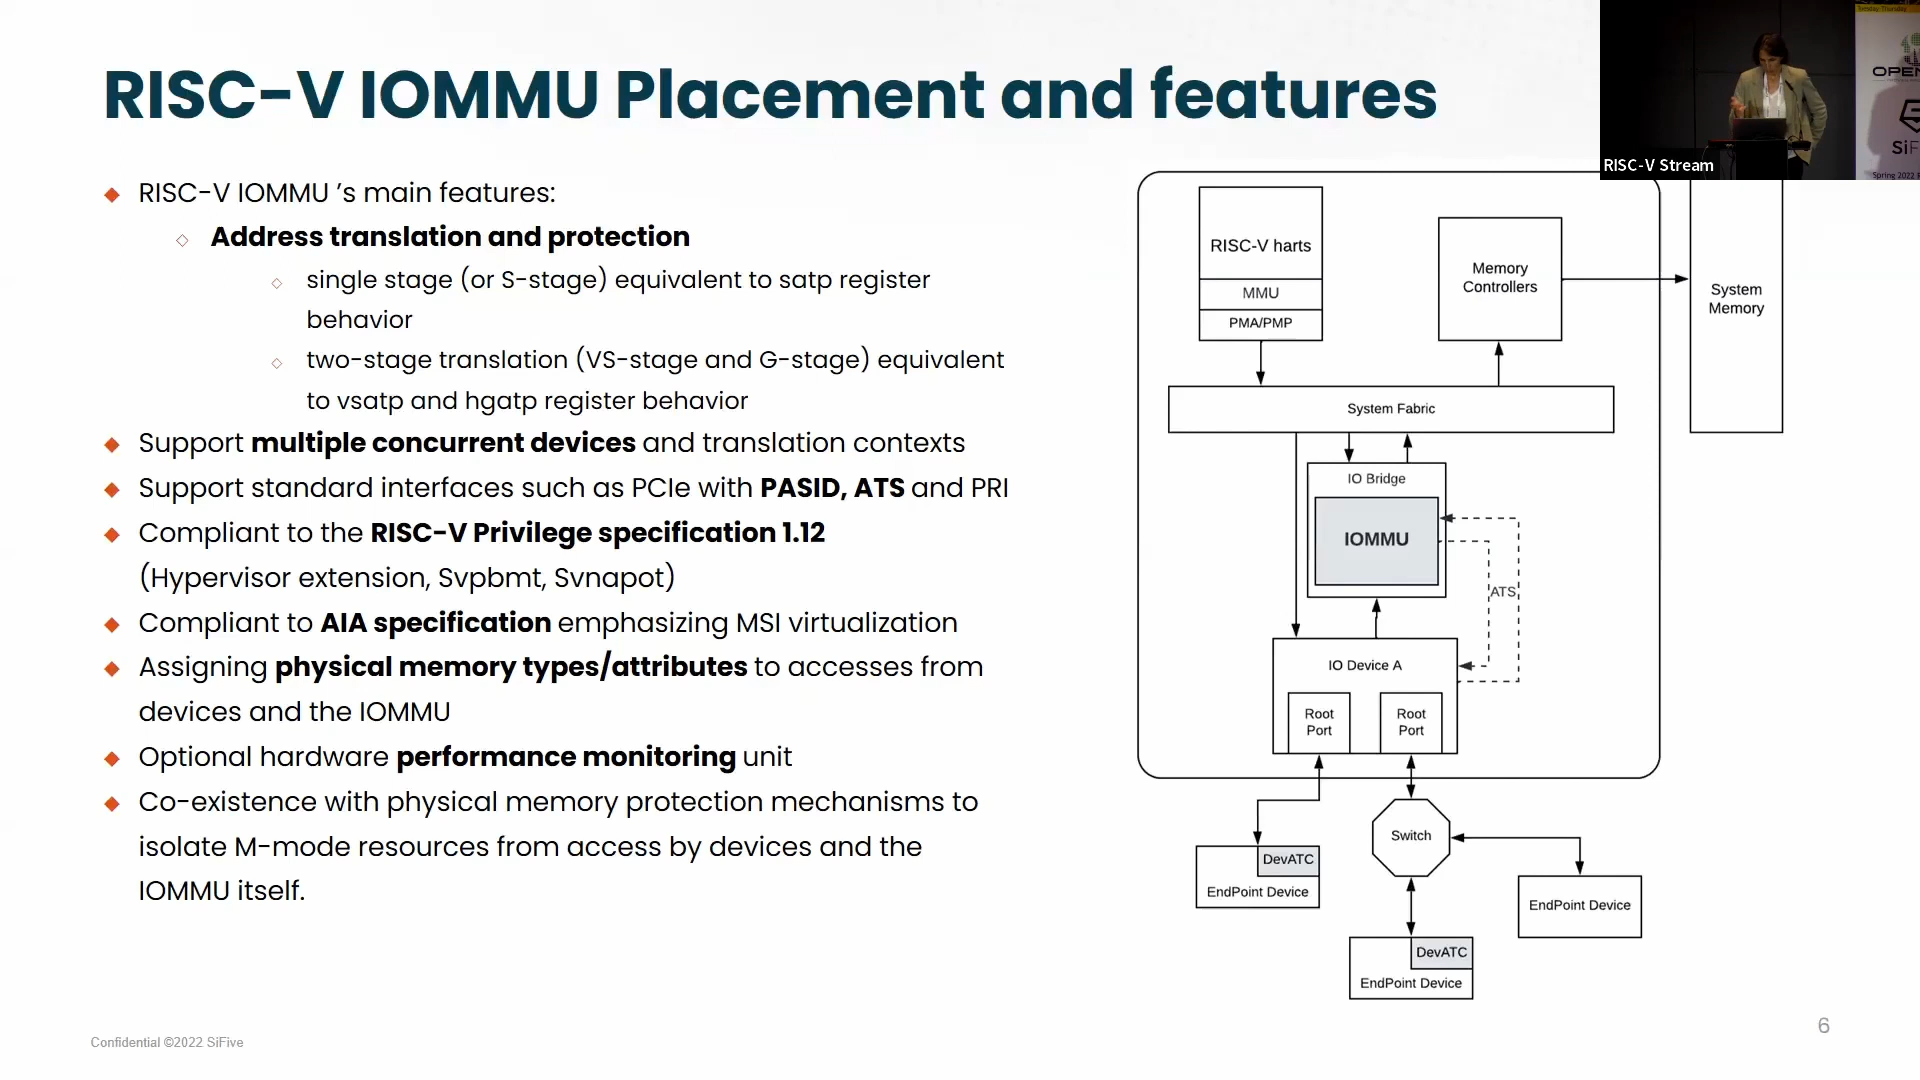 RISC-V IOMMU Placement and features
RISC-V IOMMU ’s main features:
Address translation and protection
single stage (or S-stage) equivalent to satp register
behavior
two-stage translation (VS-stage and G-stage) equivalent
to vsatp and hgatp register behavior
Support multiple concurrent devices and translation contexts
Support standard interfaces such as PCIe with PASID, ATS and PRI
Compliant to the RISC-V Privilege specification 1.12
(Hypervisor extension, Svpbmt, Svnapot)
Compliant to AIA specification emphasizing MSI virtualization
Assigning physical memory types/attributes to accesses from
devices and the IOMMU
Optional hardware performance monitoring unit
Co-existence with physical memory protection mechanisms to
isolate M-mode resources from access by devices and the
IOMMU itself.
RISC-V harts
MMU
PMA/PMP
Memory
Controllers
System
Memory
System Fabric
IO Bridge
IOMMU
ATS
IO Device A
Root
Port
Root
Port
Switch
DevATC
EndPoint Device
EndPoint Device
DevATC
EndPoint Device
RISC-V Stream
OPEN
SiF
Spring 2022
Confidential ©2022 SiFive
6